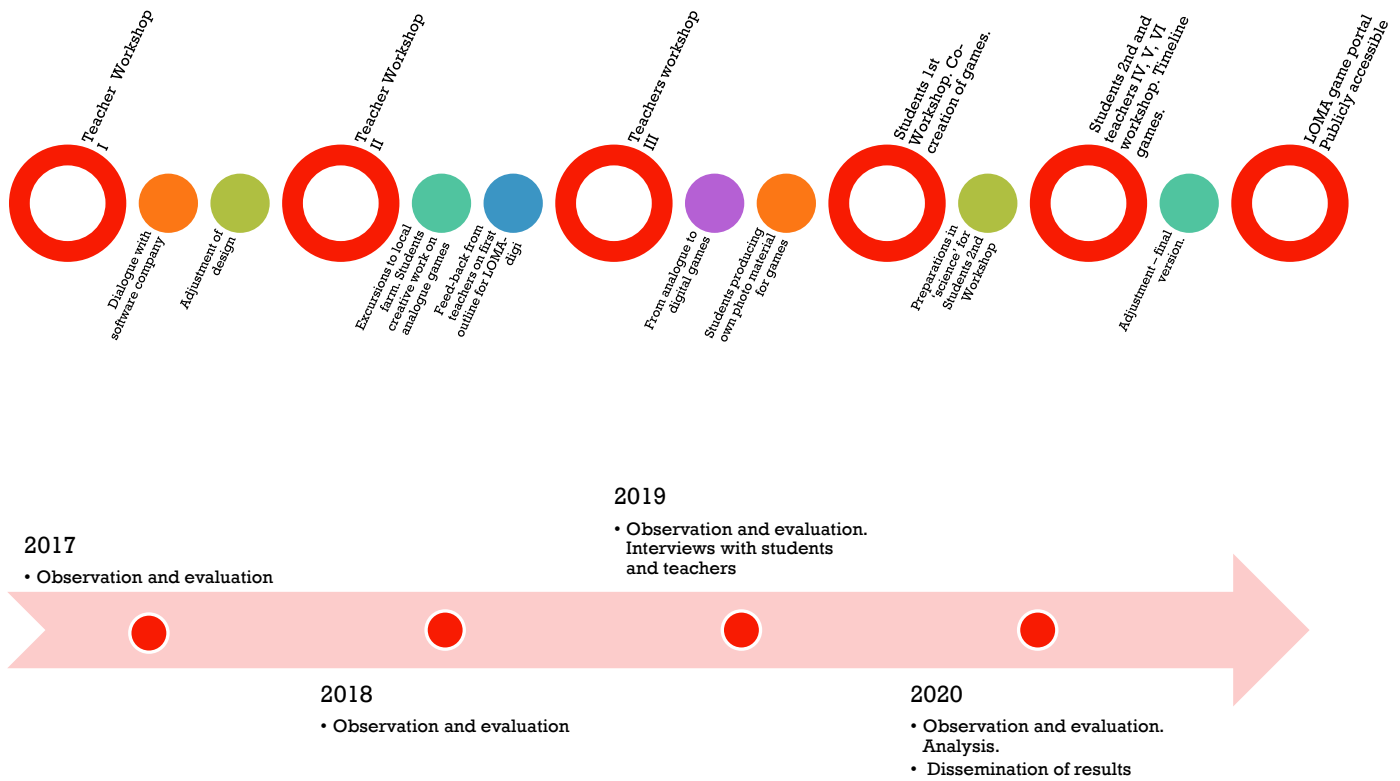 Teacher Workshop
I
Dialogue with
software company
Adjustment of
design
Teacher Workshop
II
Excursions to local
farm. Students
creative work on
analogue games
Feed-back from
teachers on first
outline for LOMA-
digi
Teachers workshop
III
From analogue to
digital games
Students producing
own photo material
for games
Students 1st
Workshop. Co-
creation of games.
Preparations in
'science' for
Students 2nd
Workshop
Students 2nd and
teachers IV, V, VI
workshop. Timeline
games.
Adjustment – final
version.
LOMA game portal
Publicly accessible
2017
• Observation and evaluation
2018
• Observation and evaluation
2019
• Observation and evaluation.
Interviews with students
and teachers
2020
• Observation and evaluation.
Analysis.
• Dissemination of results